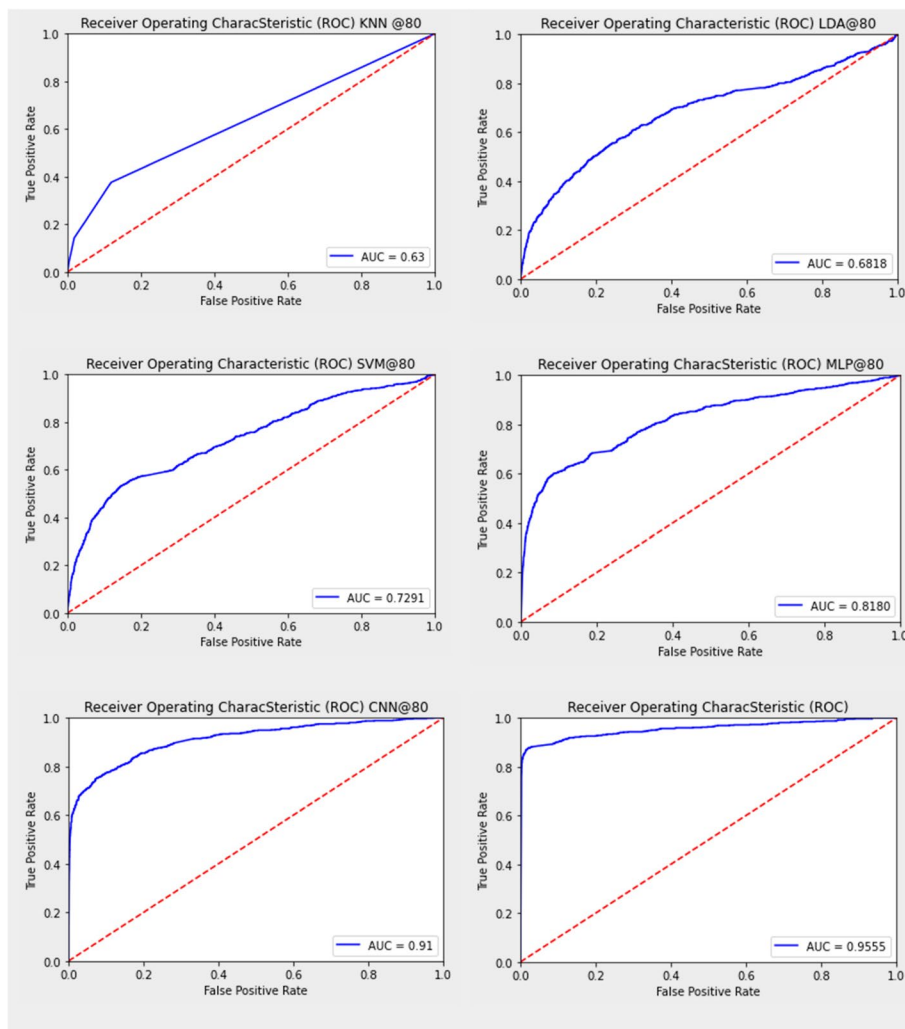 Receiver Operating CharacSteristic (ROC) KNN @80
1.0
0.8
0.6
0.4
0.2
0.0
True Positive Rate
AUC = 0.63
0.0 0.2 0.4 0.6 0.8 1.0
False Positive Rate
Receiver Operating Characteristic (ROC) LDA@80
1.0
0.8
0.6
0.4
0.2
0.0
True Positive Rate
AUC = 0.6818
0.0 0.2 0.4 0.6 0.8 1.0
False Positive Rate
Receiver Operating Characteristic (ROC) SVM@80
1.0
0.8
0.6
0.4
0.2
0.0
True Positive Rate
AUC = 0.7291
0.0 0.2 0.4 0.6 0.8 1.0
False Positive Rate
Receiver Operating CharacSteristic (ROC) MLP@80
1.0
0.8
0.6
0.4
0.2
0.0
True Positive Rate
AUC = 0.8180
0.0 0.2 0.4 0.6 0.8 1.0
False Positive Rate
Receiver Operating CharacSteristic (ROC) CNN@80
1.0
0.8
0.6
0.4
0.2
0.0
True Positive Rate
AUC = 0.91
0.0 0.2 0.4 0.6 0.8 1.0
False Positive Rate
Receiver Operating CharacSteristic (ROC)
1.0
0.8
0.6
0.4
0.2
0.0
True Positive Rate
AUC = 0.9555
0.0 0.2 0.4 0.6 0.8 1.0
False Positive Rate